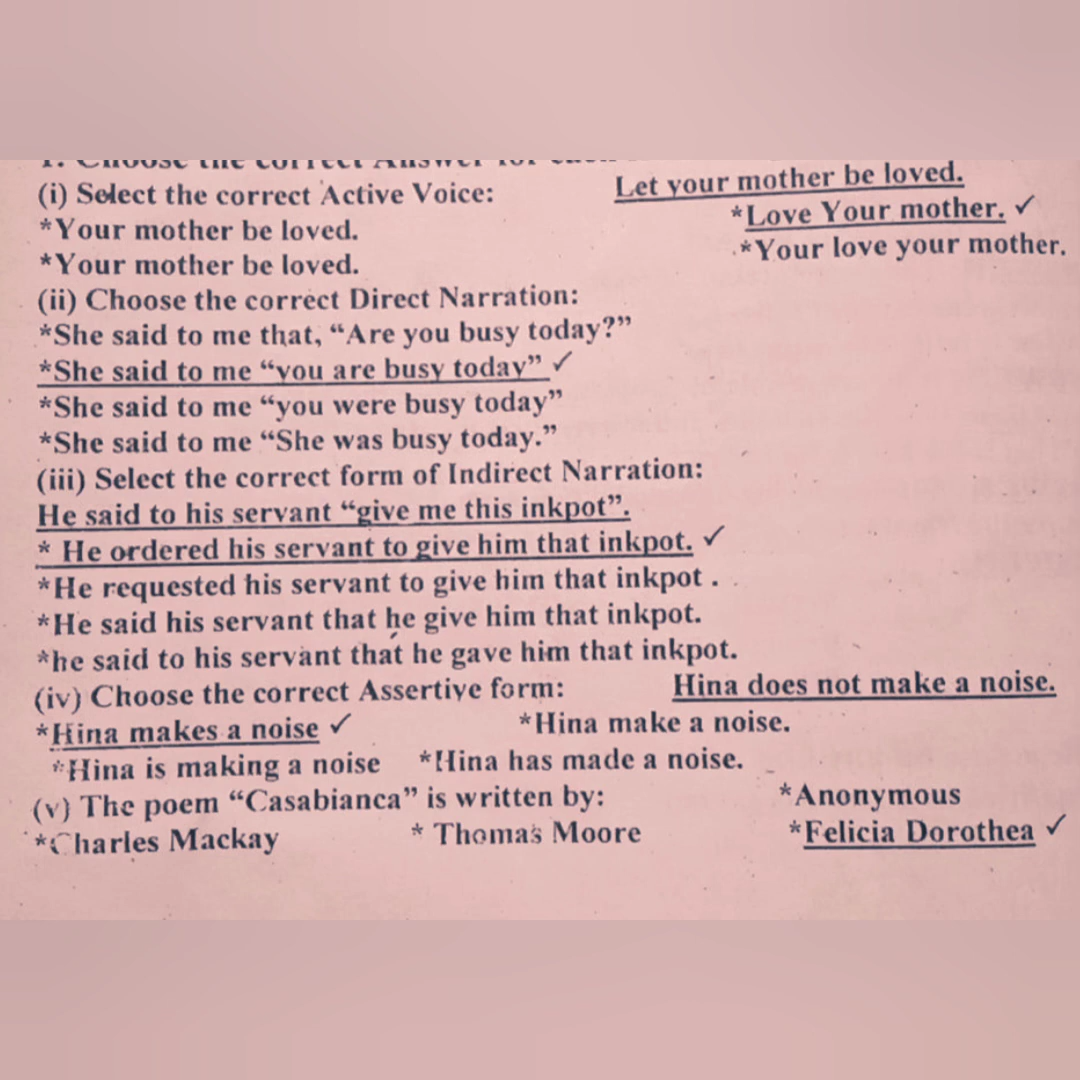 1. Choose the correct Answer for each
(i) Select the correct Active Voice: Let your mother be loved.
*Your mother be loved. *Love Your mother. ✓
*Your mother be loved. *Your love your mother.
(ii) Choose the correct Direct Narration:
*She said to me that, “Are you busy today?”
*She said to me “you are busy today” ✓
*She said to me “you were busy today”
*She said to me “She was busy today.”
(iii) Select the correct form of Indirect Narration:
He said to his servant “give me this inkpot”.
* He ordered his servant to give him that inkpot. ✓
*He requested his servant to give him that inkpot .
*He said his servant that he give him that inkpot.
*he said to his servant that he gave him that inkpot.
(iv) Choose the correct Assertive form: Hina does not make a noise.
*Hina makes a noise ✓ *Hina make a noise.
*Hina is making a noise *Hina has made a noise.
(v) The poem “Casabianca” is written by: *Anonymous
*Charles Mackay * Thomas Moore *Felicia Dorothea ✓